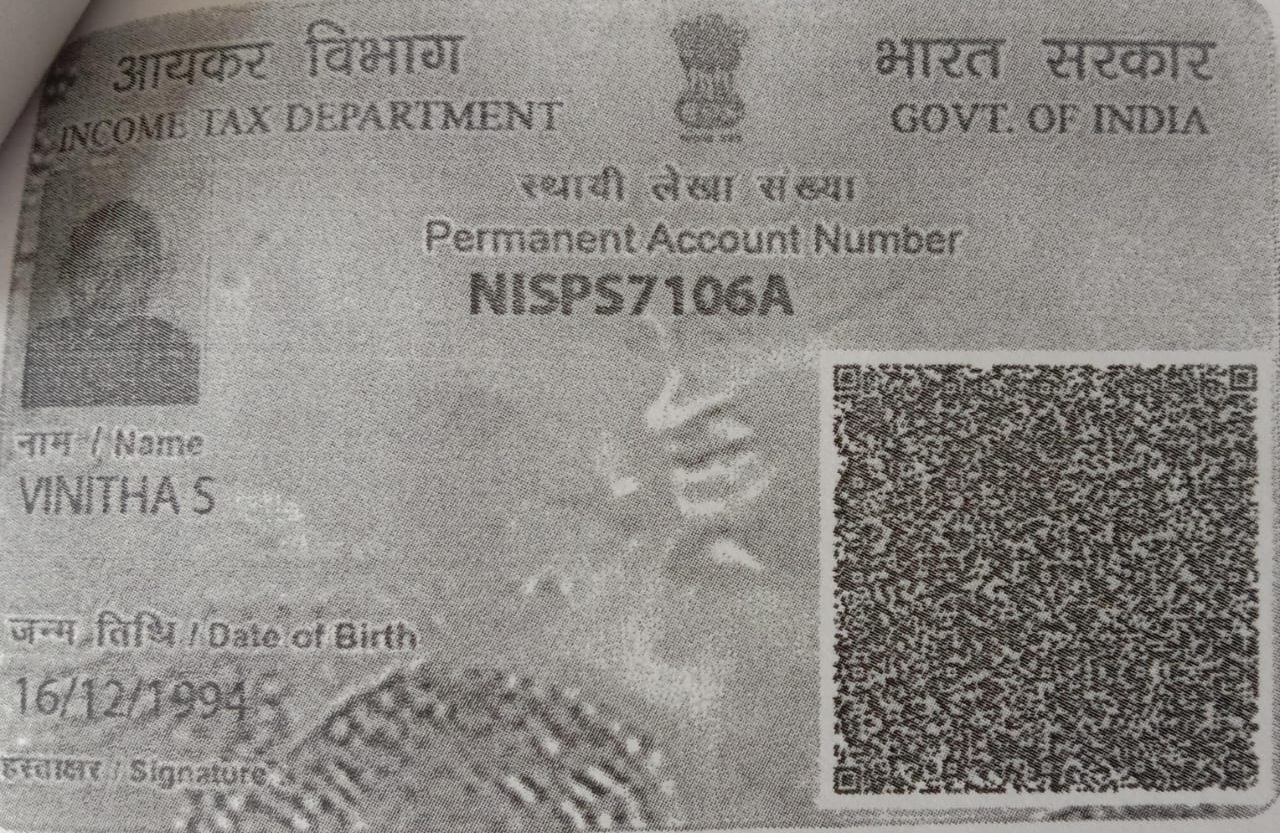 आयकर विभाग
INCOME TAX DEPARTMENT
भारत सरकार
GOVT. OF INDIA
स्थायी लेखा संख्या
Permanent Account Number
NISPS7106A
नाम / Name
VINITHA S
जन्म तिथि / Date of Birth
16/12/1994
हस्ताक्षर / Signature